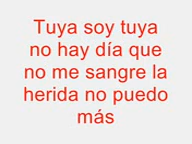 Tuya soy tuya
no hay día que
no me sangre la
herida no puedo
más